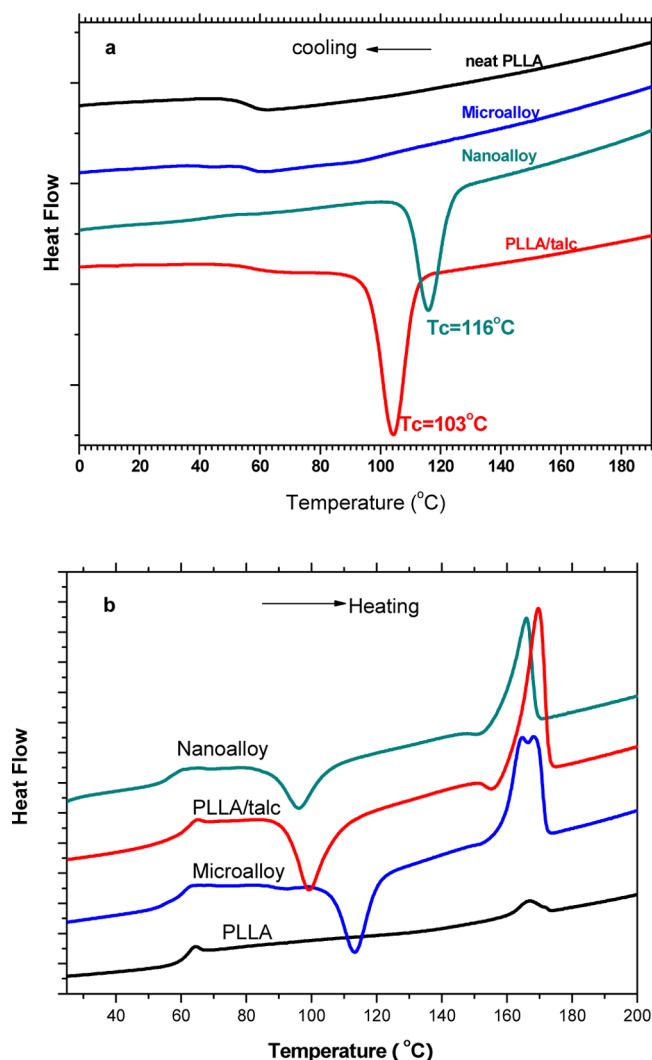 a
cooling
neat PLLA
Microalloy
Nanoalloy
PLLA/talc
Tc=116°C
Tc=103°C
Heat Flow
0 20 40 60 80 100 120 140 160 180
Temperature (°C)
b
Heating
Nanoalloy
PLLA/talc
Microalloy
PLLA
Heat Flow
40 60 80 100 120 140 160 180 200
Temperature ( °C)